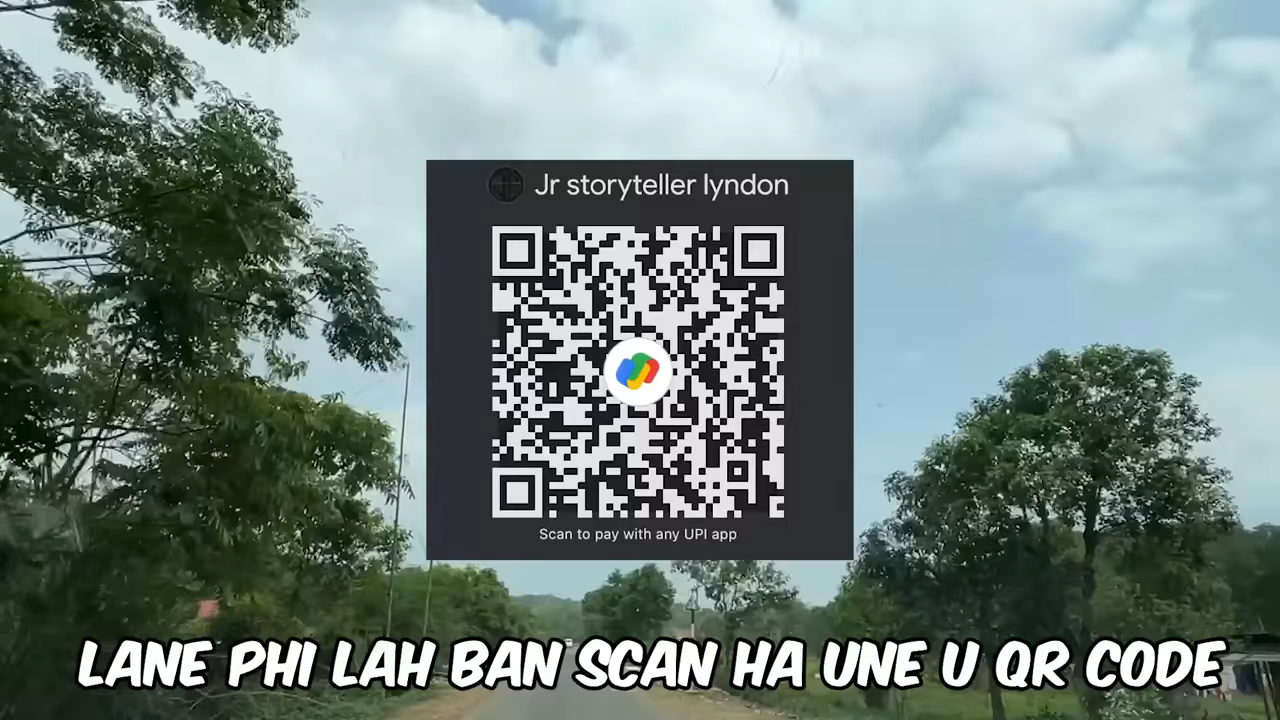 Jr storyteller lyndon
Scan to pay with any UPI app
LANE PHI LAH BAN SCAN HA UNE U QR CODE